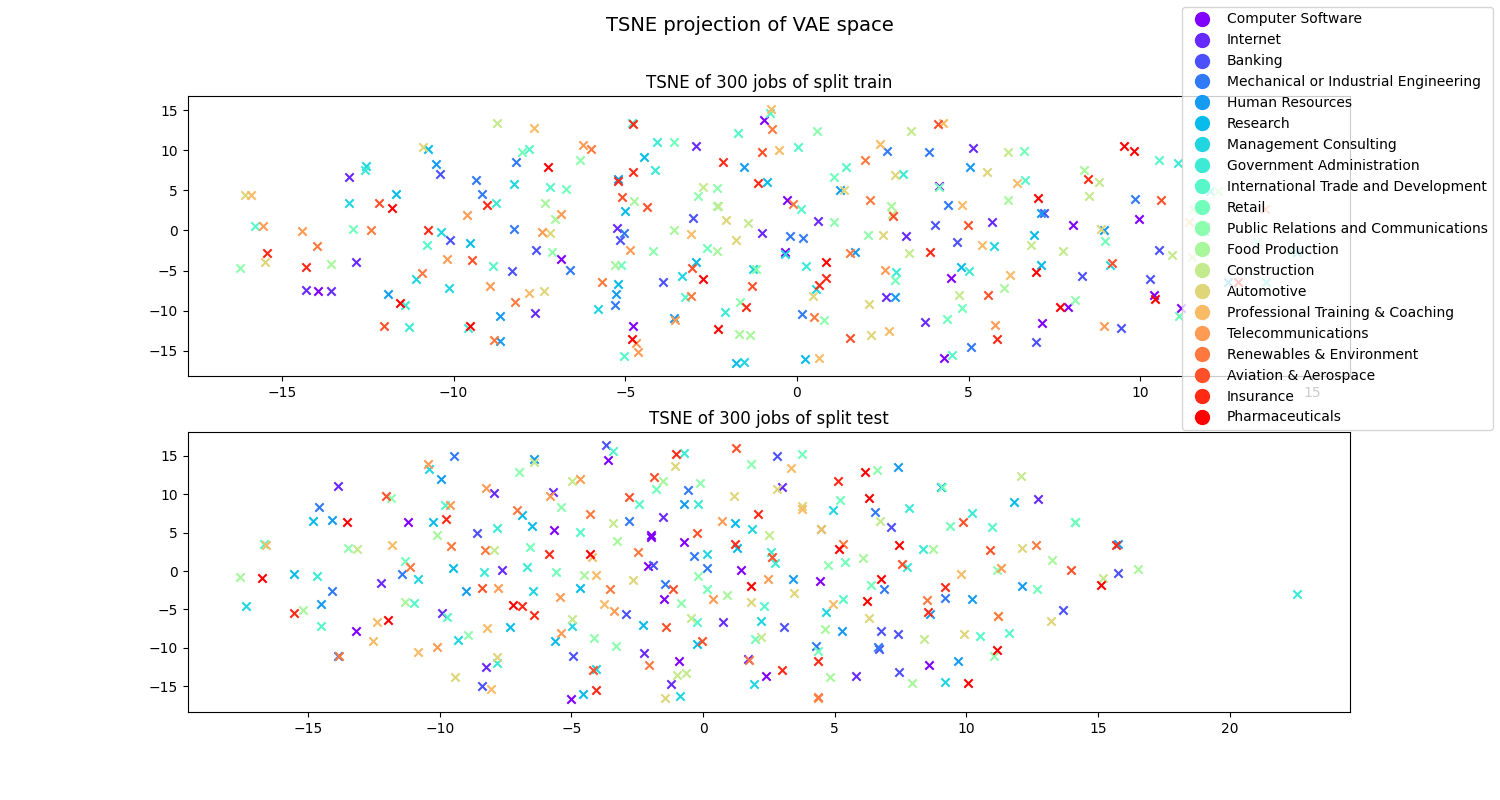 TSNE projection of VAE space
TSNE of 300 jobs of split train
15
10
5
0
−5
−10
−15
−15
−10
−5
0
5
10
15
Computer Software
Internet
Banking
Mechanical or Industrial Engineering
Human Resources
Research
Management Consulting
Government Administration
International Trade and Development
Retail
Public Relations and Communications
Food Production
Construction
Automotive
Professional Training & Coaching
Telecommunications
Renewables & Environment
Aviation & Aerospace
Insurance
Pharmaceuticals
TSNE of 300 jobs of split test
15
10
5
0
−5
−10
−15
−15
−10
−5
0
5
10
15
20